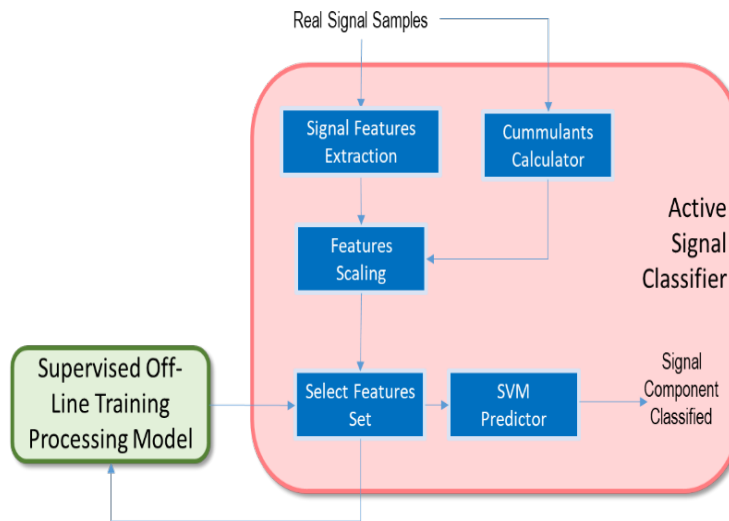 Real Signal Samples
Signal Features
Extraction
Cummulants
Calculator
Features
Scaling
Active
Signal
Classifier
Supervised Off-
Line Training
Processing Model
Select Features
Set
SVM
Predictor
Signal
Component
Classified